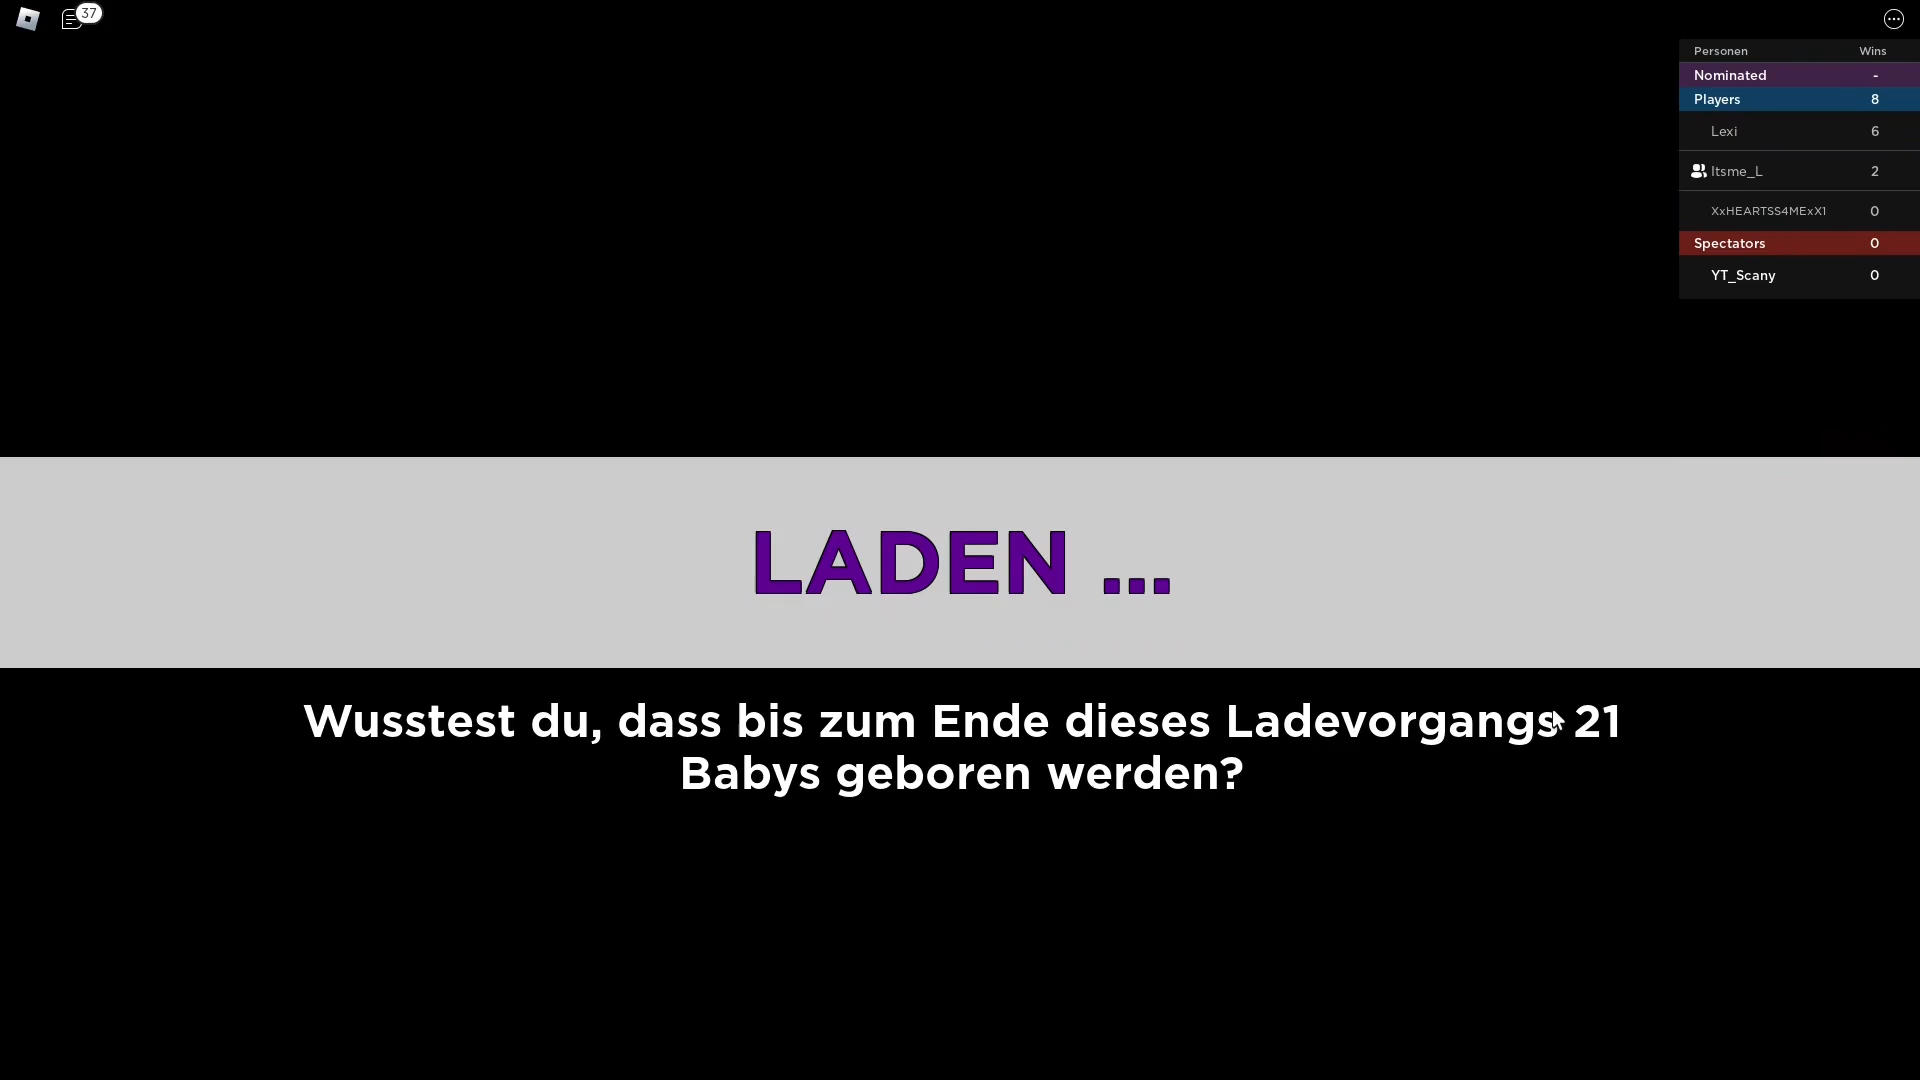 37
Personen Wins
Nominated -
Players 8
Lexi 6
Itsme_L 2
XxHEARTSS4MExX1 0
Spectators 0
YT_Scany 0
LADEN ...
Wusstest du, dass bis zum Ende dieses Ladevorgangs 21
Babys geboren werden?